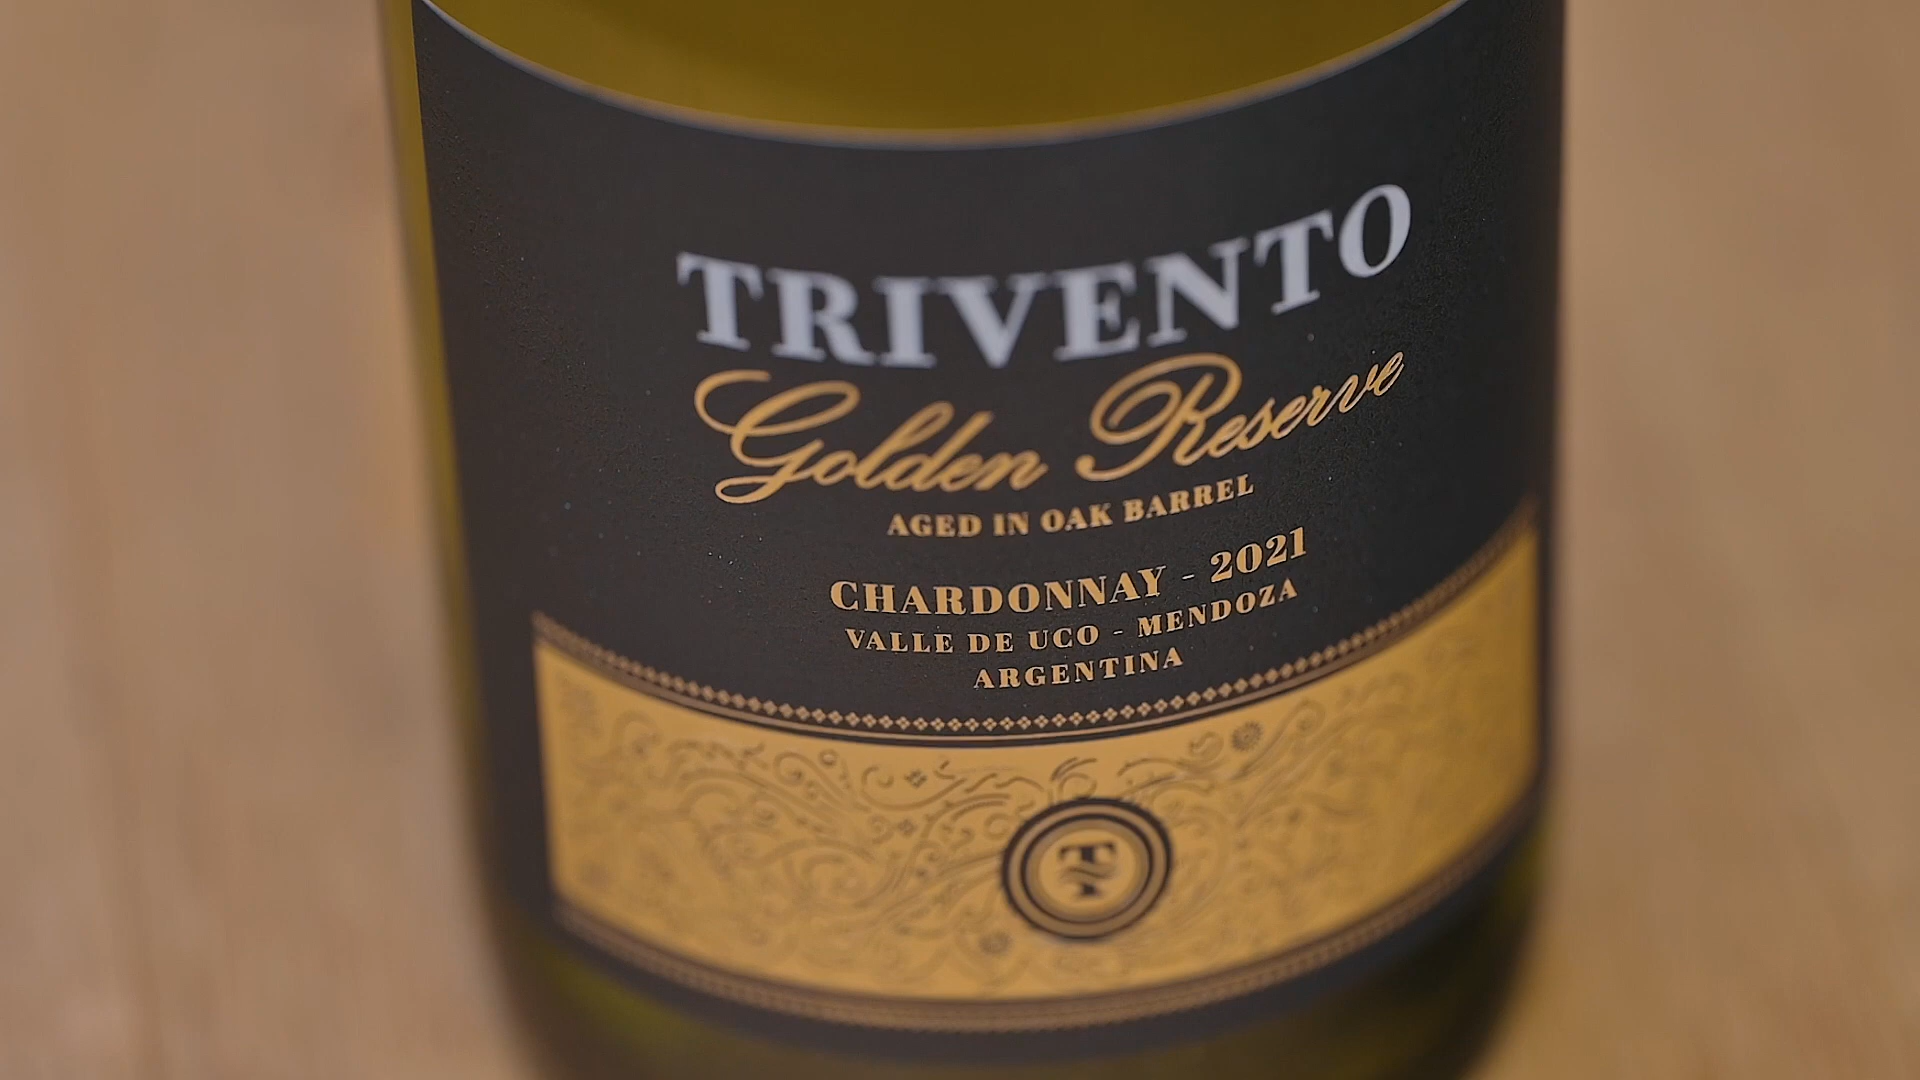 TRIVENTO
Golden Reserve
AGED IN OAK BARREL
CHARDONNAY - 2021
VALLE DE UCO - MENDOZA
ARGENTINA
T